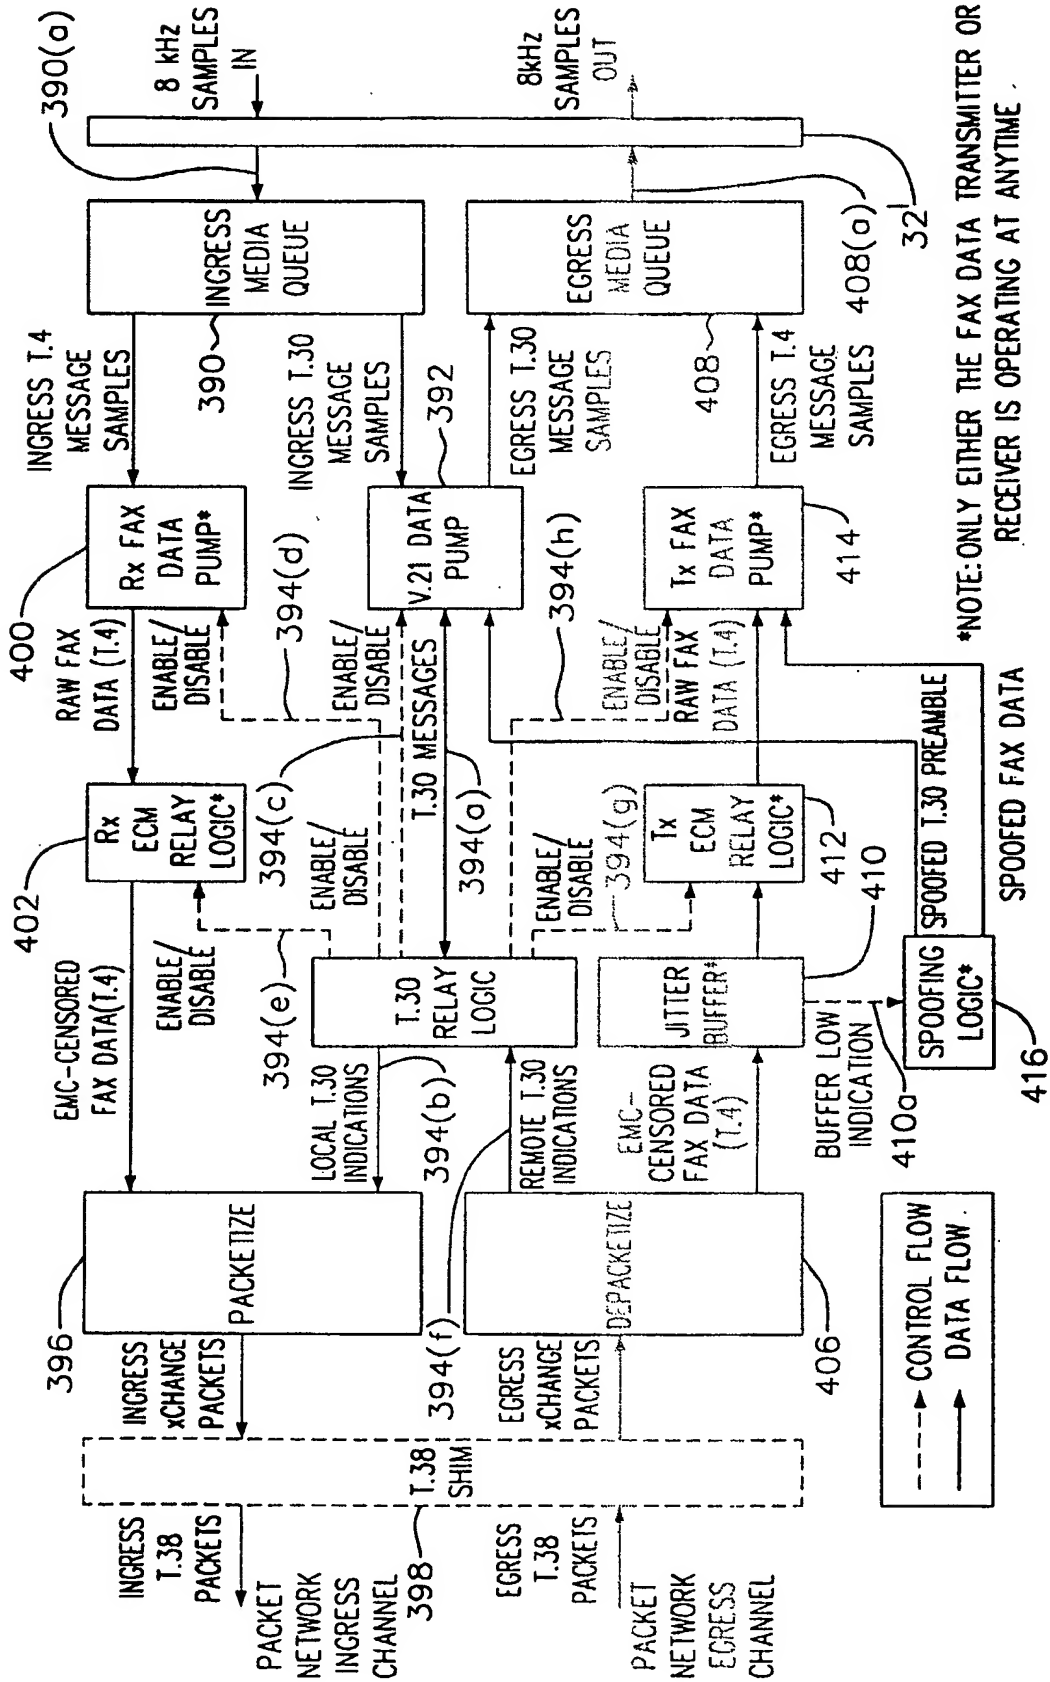 INGRESS
T.38
PACKETS
PACKET
NETWORK
INGRESS
CHANNEL
398
EGRESS
T.38
PACKETS
PACKET
NETWORK
EGRESS
CHANNEL
T.38
SHIM
396
INGRESS
xCHANGE
PACKETS
394(f)
EGRESS
xCHANGE
PACKETS
406
PACKETIZE
DEPACKETIZE
EMC-CENSORED
FAX DATA(T.4)
LOCAL T.30
INDICATIONS
394(b)
REMOTE T.30
INDICATIONS
EMC-
CENSORED
FAX DATA
(T.4)
BUFFER LOW
INDICATION
410a
402
ENABLE/
DISABLE
394(e)
T.30
RELAY
LOGIC
JITTER
BUFFER*
410
SPOOFING
LOGIC*
416
Rx
ECM
RELAY
LOGIC*
394(c)
ENABLE/
DISABLE
394(a)
ENABLE/
DISABLE
394(g)
Tx
ECM
RELAY
LOGIC*
412
400
RAW FAX
DATA (T.4)
ENABLE/
DISABLE
394(d)
ENABLE/
DISABLE
T.30 MESSAGES
394(h)
ENABLE/
DISABLE
RAW FAX
DATA (T.4)
SPOOFED T.30 PREAMBLE
SPOOFED FAX DATA
Rx FAX
DATA
PUMP*
V.21 DATA
PUMP
392
Tx FAX
DATA
PUMP*
414
INGRESS T.4
MESSAGE
SAMPLES
390
INGRESS T.30
MESSAGE
SAMPLES
EGRESS T.30
MESSAGE
SAMPLES
408
EGRESS T.4
MESSAGE
SAMPLES
INGRESS
MEDIA
QUEUE
EGRESS
MEDIA
QUEUE
390(a)
8 kHz
SAMPLES
IN
8kHz
SAMPLES
OUT
408(a)
32'
CONTROL FLOW
DATA FLOW.
*NOTE: ONLY EITHER THE FAX DATA TRANSMITTER OR
RECEIVER IS OPERATING AT ANYTIME.